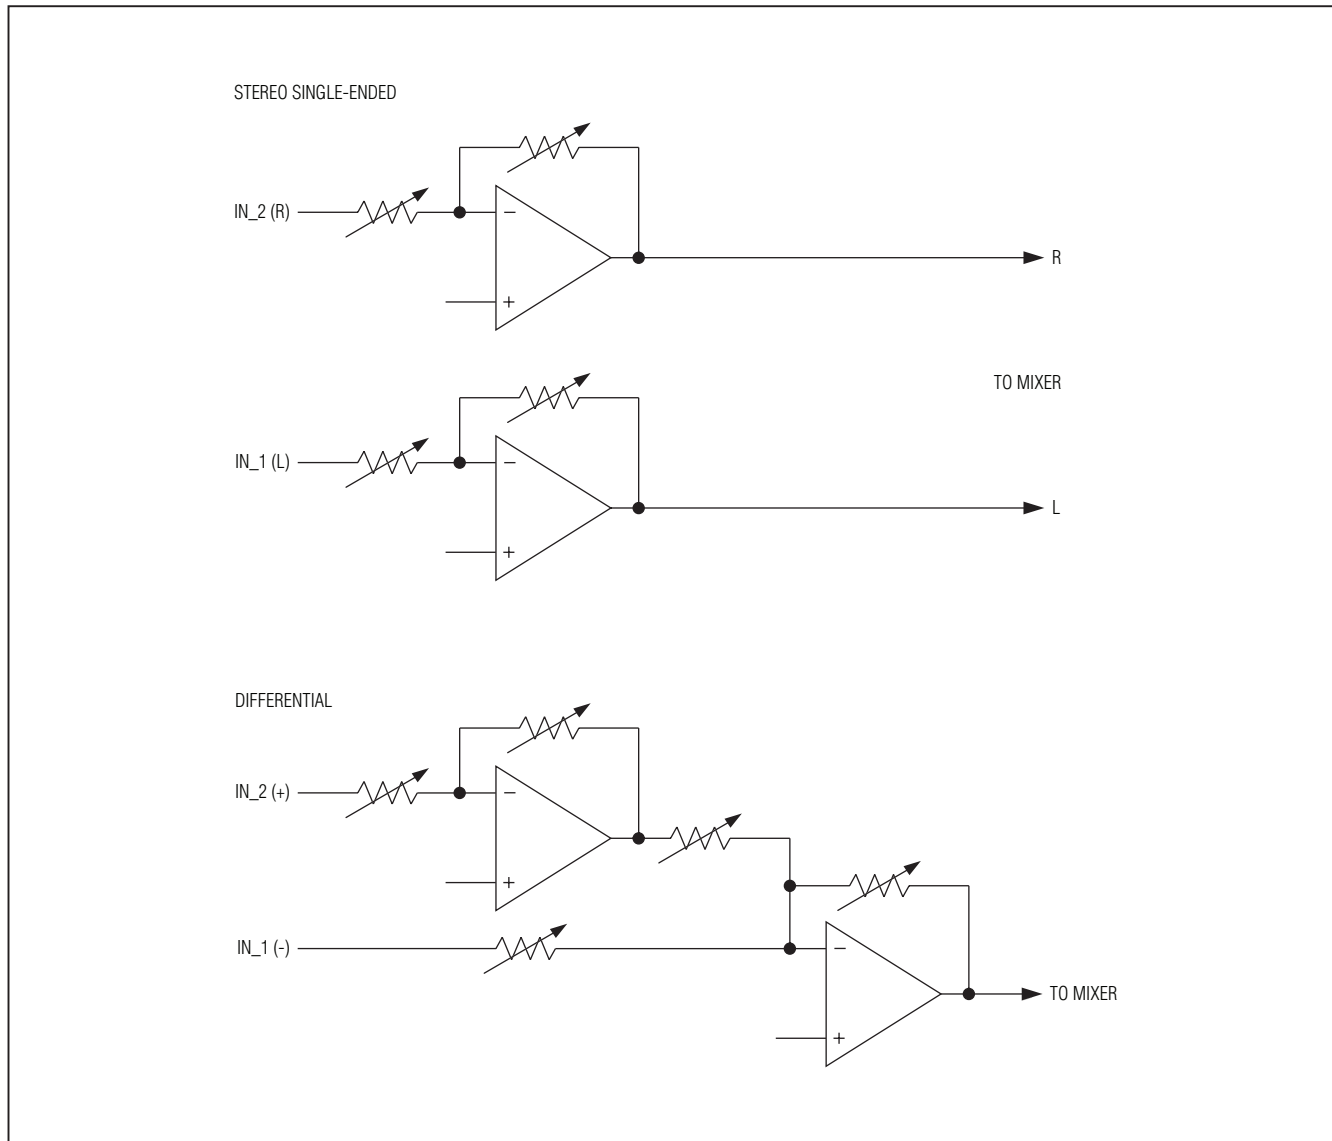 STEREO SINGLE-ENDED
IN_2 (R)
−
+
R
TO MIXER
IN_1 (L)
−
+
L
DIFFERENTIAL
IN_2 (+)
−
+
IN_1 (-)
−
+
TO MIXER